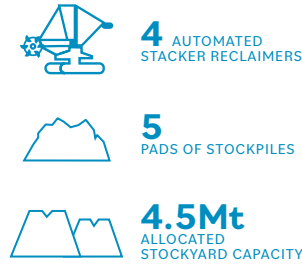 4 AUTOMATED
STACKER RECLAIMERS
5
PADS OF STOCKPILES
4.5Mt
ALLOCATED
STOCKYARD CAPACITY